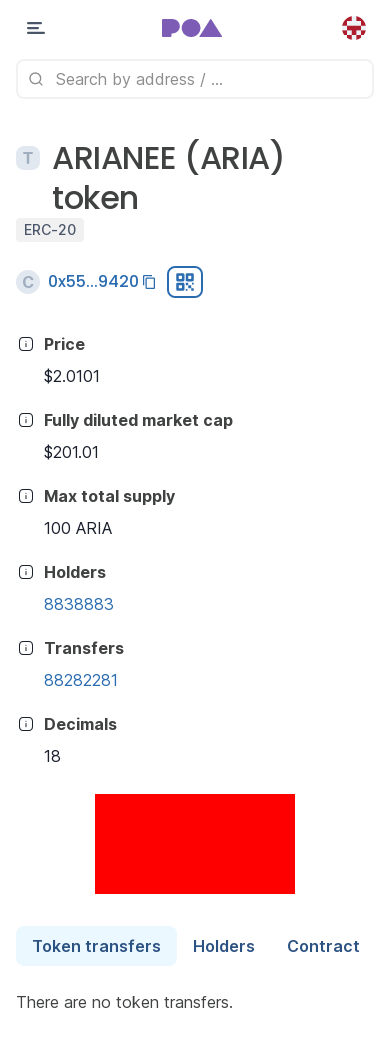 POA
Search by address / ...
T
ARIANEE (ARIA)
token
ERC-20
C 0x55...9420
Price
$2.0101
Fully diluted market cap
$201.01
Max total supply
100 ARIA
Holders
8838883
Transfers
88282281
Decimals
18
Token transfers Holders Contract
There are no token transfers.